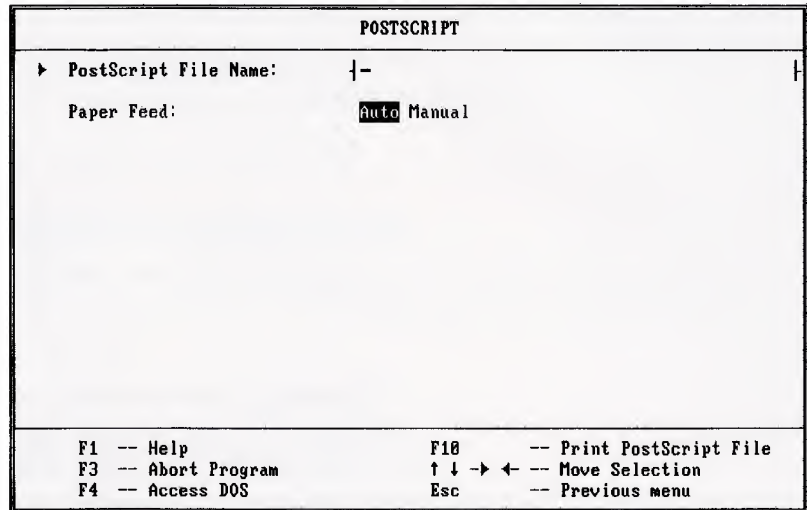 POSTSCRIPT
▸ PostScript File Name: ┤- ├
Paper Feed: Auto Manual
F1 -- Help F10 -- Print PostScript File
F3 -- Abort Program ↑ ↓ → ← -- Move Selection
F4 -- Access DOS Esc -- Previous menu